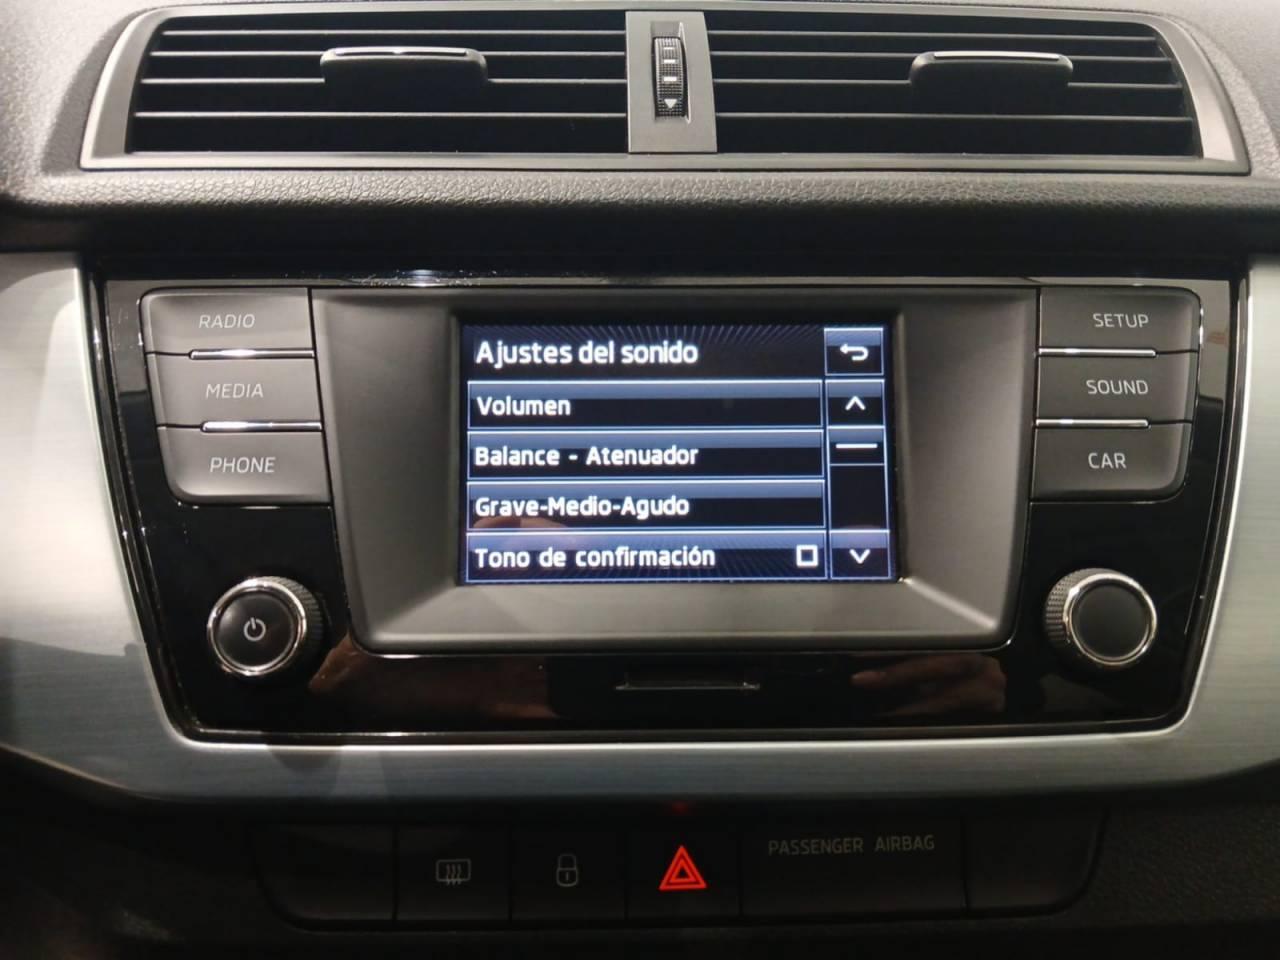 RADIO
MEDIA
PHONE
Ajustes del sonido
Volumen
Balance - Atenuador
Grave-Medio-Agudo
Tono de confirmación
SETUP
SOUND
CAR
PASSENGER AIRBAG